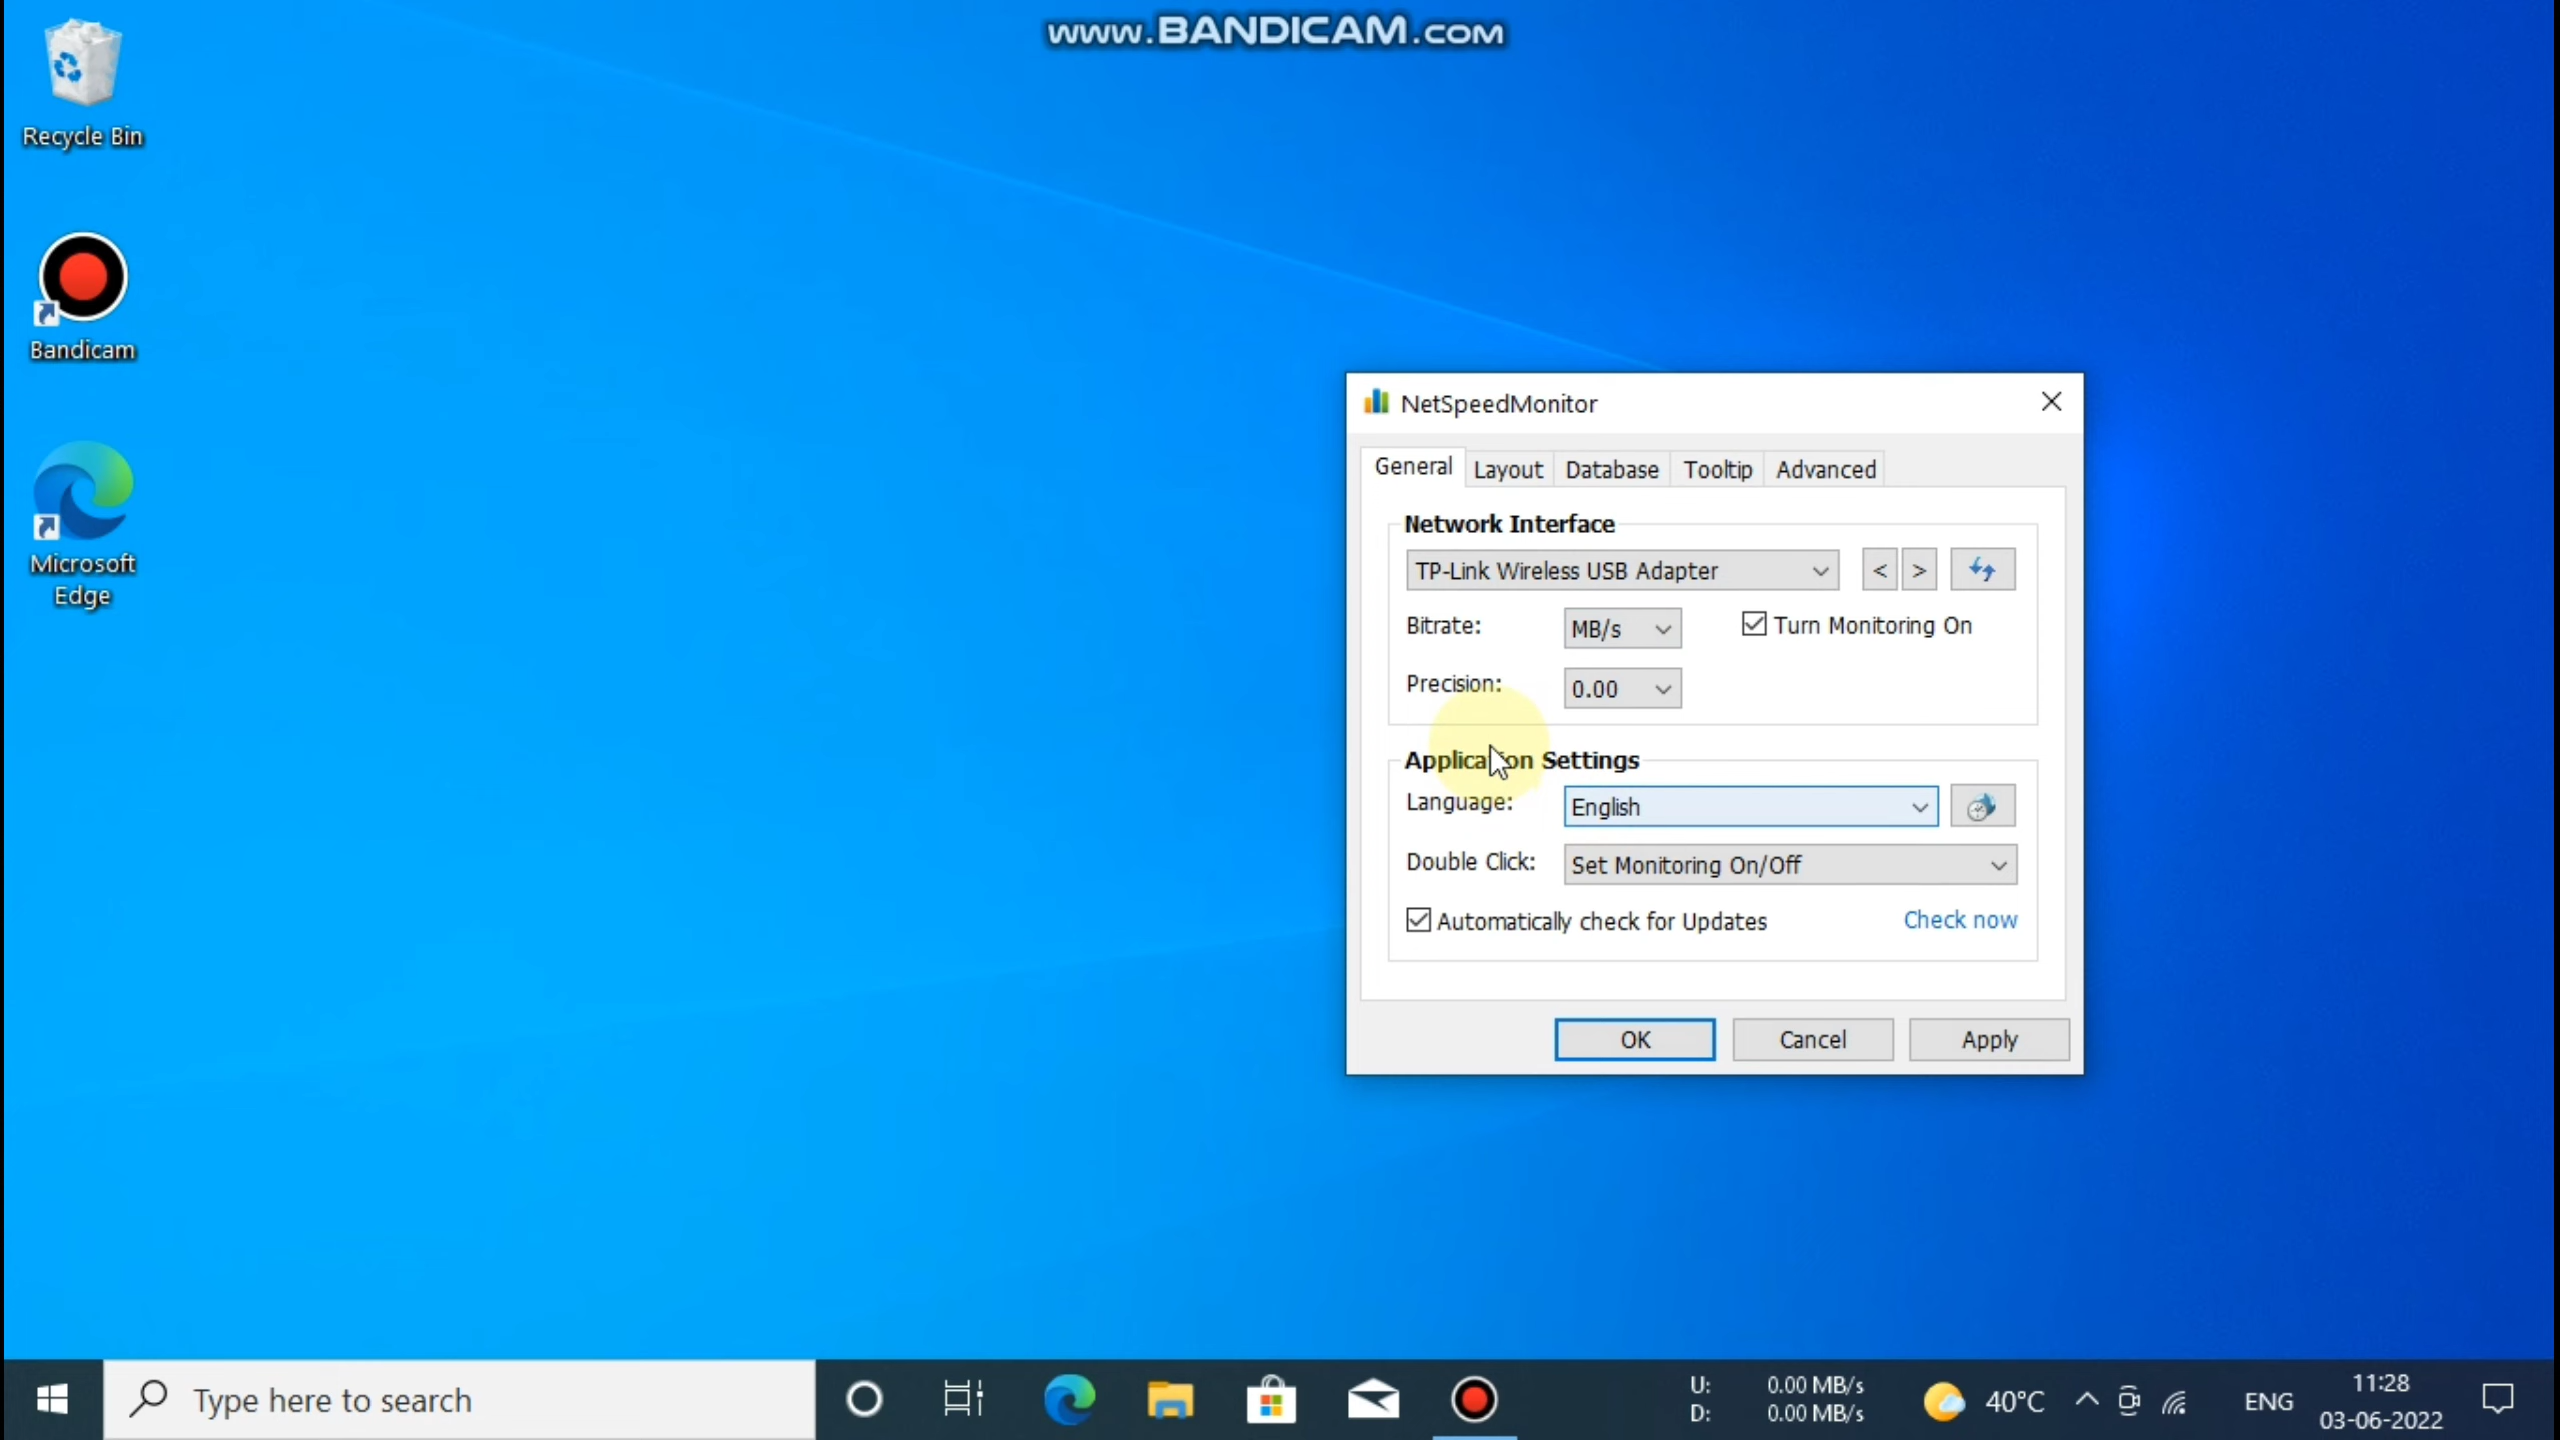 www.BANDICAM.com
Recycle Bin
Bandicam
Microsoft
Edge
NetSpeedMonitor
General Layout Database Tooltip Advanced
Network Interface
TP-Link Wireless USB Adapter < >
Bitrate: MB/s Turn Monitoring On
Precision: 0.00
Application Settings
Language: English
Double Click: Set Monitoring On/Off
Automatically check for Updates Check now
OK Cancel Apply
Type here to search
U: 0.00 MB/s
D: 0.00 MB/s
40°C
ENG
11:28
03-06-2022